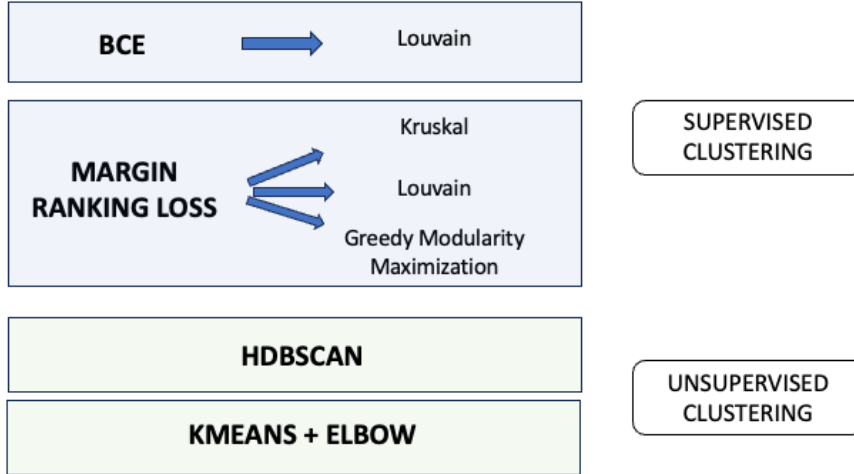 BCE
Louvain
MARGIN
RANKING LOSS
Kruskal
Louvain
Greedy Modularity
Maximization
SUPERVISED
CLUSTERING
HDBSCAN
KMEANS + ELBOW
UNSUPERVISED
CLUSTERING